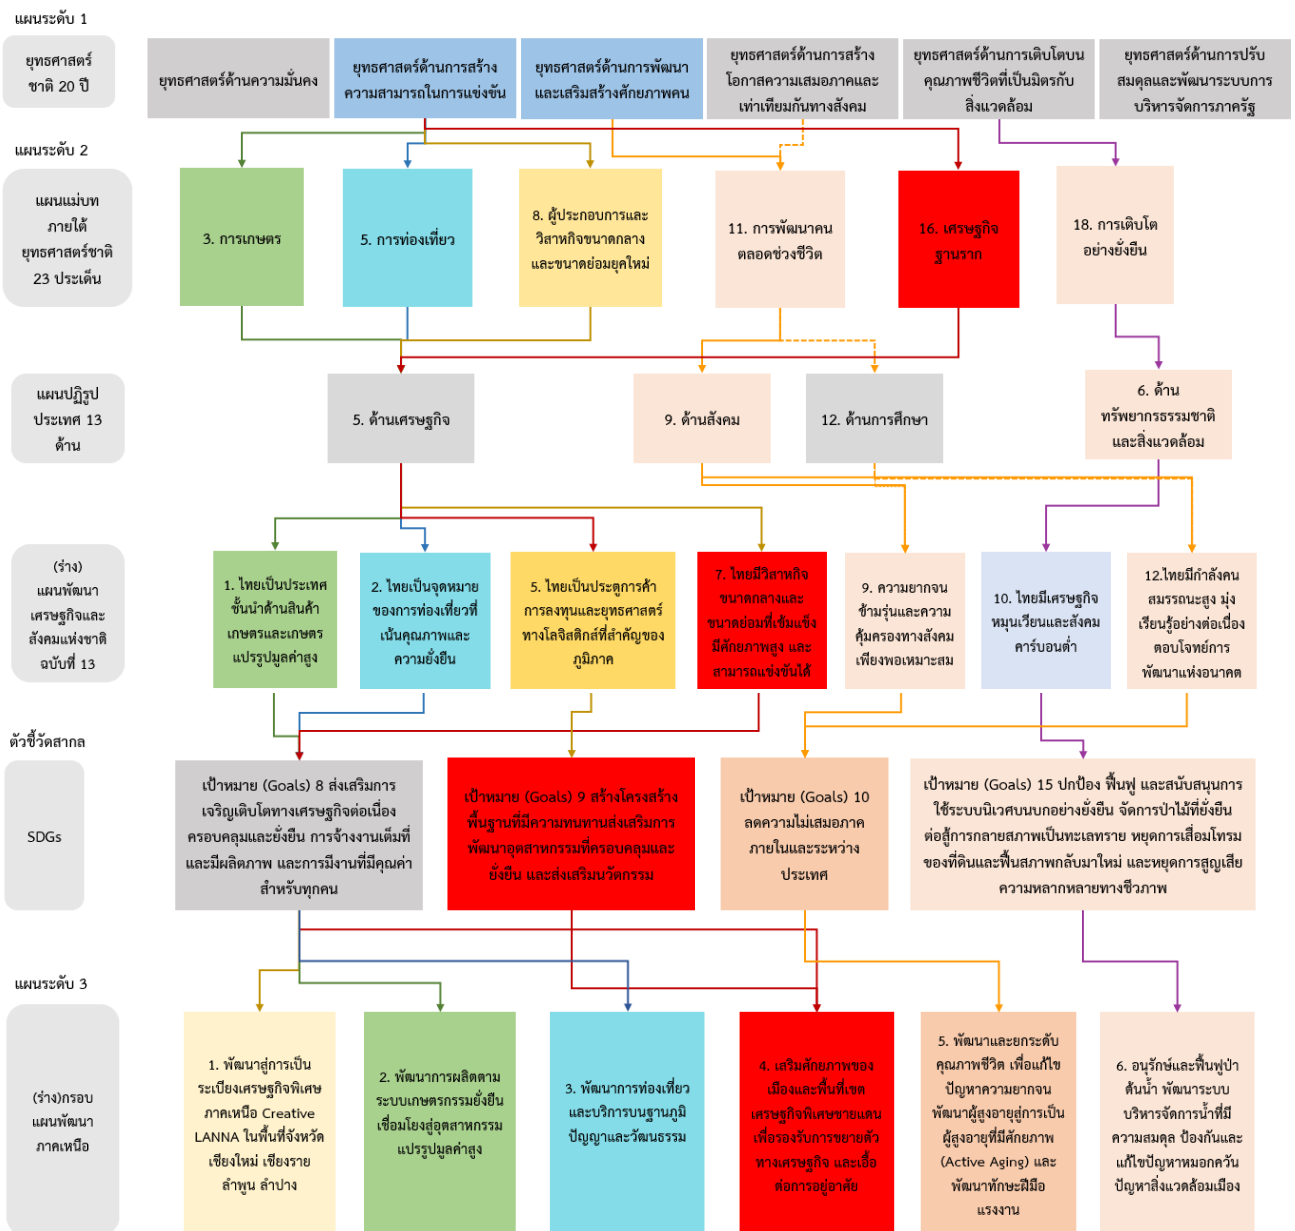 แผนระดับ 1
ยุทธศาสตร์
ชาติ 20 ปี
ยุทธศาสตร์ด้านความมั่นคง
ยุทธศาสตร์ด้านการสร้าง
ความสามารถในการแข่งขัน
ยุทธศาสตร์ด้านการพัฒนา
และเสริมสร้างศักยภาพคน
ยุทธศาสตร์ด้านการสร้าง
โอกาสความเสมอภาคและ
เท่าเทียมกันทางสังคม
ยุทธศาสตร์ด้านการเติบโตบน
คุณภาพชีวิตที่เป็นมิตรกับ
สิ่งแวดล้อม
ยุทธศาสตร์ด้านการปรับ
สมดุลและพัฒนาระบบการ
บริหารจัดการภาครัฐ
แผนระดับ 2
แผนแม่บท
ภายใต้
ยุทธศาสตร์ชาติ
23 ประเด็น
3. การเกษตร
5. การท่องเที่ยว
8. ผู้ประกอบการและ
วิสาหกิจขนาดกลาง
และขนาดย่อมยุคใหม่
11. การพัฒนาคน
ตลอดช่วงชีวิต
16. เศรษฐกิจ
ฐานราก
18. การเติบโต
อย่างยั่งยืน
แผนปฏิรูป
ประเทศ 13
ด้าน
5. ด้านเศรษฐกิจ
9. ด้านสังคม
12. ด้านการศึกษา
6. ด้าน
ทรัพยากรธรรมชาติ
และสิ่งแวดล้อม
(ร่าง)
แผนพัฒนา
เศรษฐกิจและ
สังคมแห่งชาติ
ฉบับที่ 13
1. ไทยเป็นประเทศ
ชั้นนำด้านสินค้า
เกษตรและเกษตร
แปรรูปมูลค่าสูง
2. ไทยเป็นจุดหมาย
ของการท่องเที่ยวที่
เน้นคุณภาพและ
ความยั่งยืน
5. ไทยเป็นประตูการค้า
การลงทุนและยุทธศาสตร์
ทางโลจิสติกส์ที่สำคัญของ
ภูมิภาค
7. ไทยมีวิสาหกิจ
ขนาดกลางและ
ขนาดย่อมที่เข้มแข็ง
มีศักยภาพสูง และ
สามารถแข่งขันได้
9. ความยากจน
ข้ามรุ่นและความ
คุ้มครองทางสังคม
เพียงพอเหมาะสม
10. ไทยมีเศรษฐกิจ
หมุนเวียนและสังคม
คาร์บอนต่ำ
12.ไทยมีกำลังคน
สมรรถนะสูง มุ่ง
เรียนรู้อย่างต่อเนื่อง
ตอบโจทย์การ
พัฒนาแห่งอนาคต
ตัวชี้วัดสากล
SDGs
เป้าหมาย (Goals) 8 ส่งเสริมการ
เจริญเติบโตทางเศรษฐกิจต่อเนื่อง
ครอบคลุมและยั่งยืน การจ้างงานเต็มที่
และมีผลิตภาพ และการมีงานที่มีคุณค่า
สำหรับทุกคน
เป้าหมาย (Goals) 9 สร้างโครงสร้าง
พื้นฐานที่มีความทนทานส่งเสริมการ
พัฒนาอุตสาหกรรมที่ครอบคลุมและ
ยั่งยืน และส่งเสริมนวัตกรรม
เป้าหมาย (Goals) 10
ลดความไม่เสมอภาค
ภายในและระหว่าง
ประเทศ
เป้าหมาย (Goals) 15 ปกป้อง ฟื้นฟู และสนับสนุนการ
ใช้ระบบนิเวศบนบกอย่างยั่งยืน จัดการป่าไม้ที่ยั่งยืน
ต่อสู้การกลายสภาพเป็นทะเลทราย หยุดการเสื่อมโทรม
ของที่ดินและฟื้นสภาพกลับมาใหม่ และหยุดการสูญเสีย
ความหลากหลายทางชีวภาพ
แผนระดับ 3
(ร่าง)กรอบ
แผนพัฒนา
ภาคเหนือ
1. พัฒนาสู่การเป็น
ระเบียงเศรษฐกิจพิเศษ
ภาคเหนือ Creative
LANNA ในพื้นที่จังหวัด
เชียงใหม่ เชียงราย
ลำพูน ลำปาง
2. พัฒนาการผลิตตาม
ระบบเกษตรกรรมยั่งยืน
เชื่อมโยงสู่อุตสาหกรรม
แปรรูปมูลค่าสูง
3. พัฒนาการท่องเที่ยว
และบริการบนฐานภูมิ
ปัญญาและวัฒนธรรม
4. เสริมศักยภาพของ
เมืองและพื้นที่เขต
เศรษฐกิจพิเศษชายแดน
เพื่อรองรับการขยายตัว
ทางเศรษฐกิจ และเอื้อ
ต่อการอยู่อาศัย
5. พัฒนาและยกระดับ
คุณภาพชีวิต เพื่อแก้ไข
ปัญหาความยากจน
พัฒนาผู้สูงอายุสู่การเป็น
ผู้สูงอายุที่มีศักยภาพ
(Active Aging) และ
พัฒนาทักษะฝีมือ
แรงงาน
6. อนุรักษ์และฟื้นฟูป่า
ต้นน้ำ พัฒนาระบบ
บริหารจัดการน้ำที่มี
ความสมดุล ป้องกันและ
แก้ไขปัญหาหมอกควัน
ปัญหาสิ่งแวดล้อมเมือง